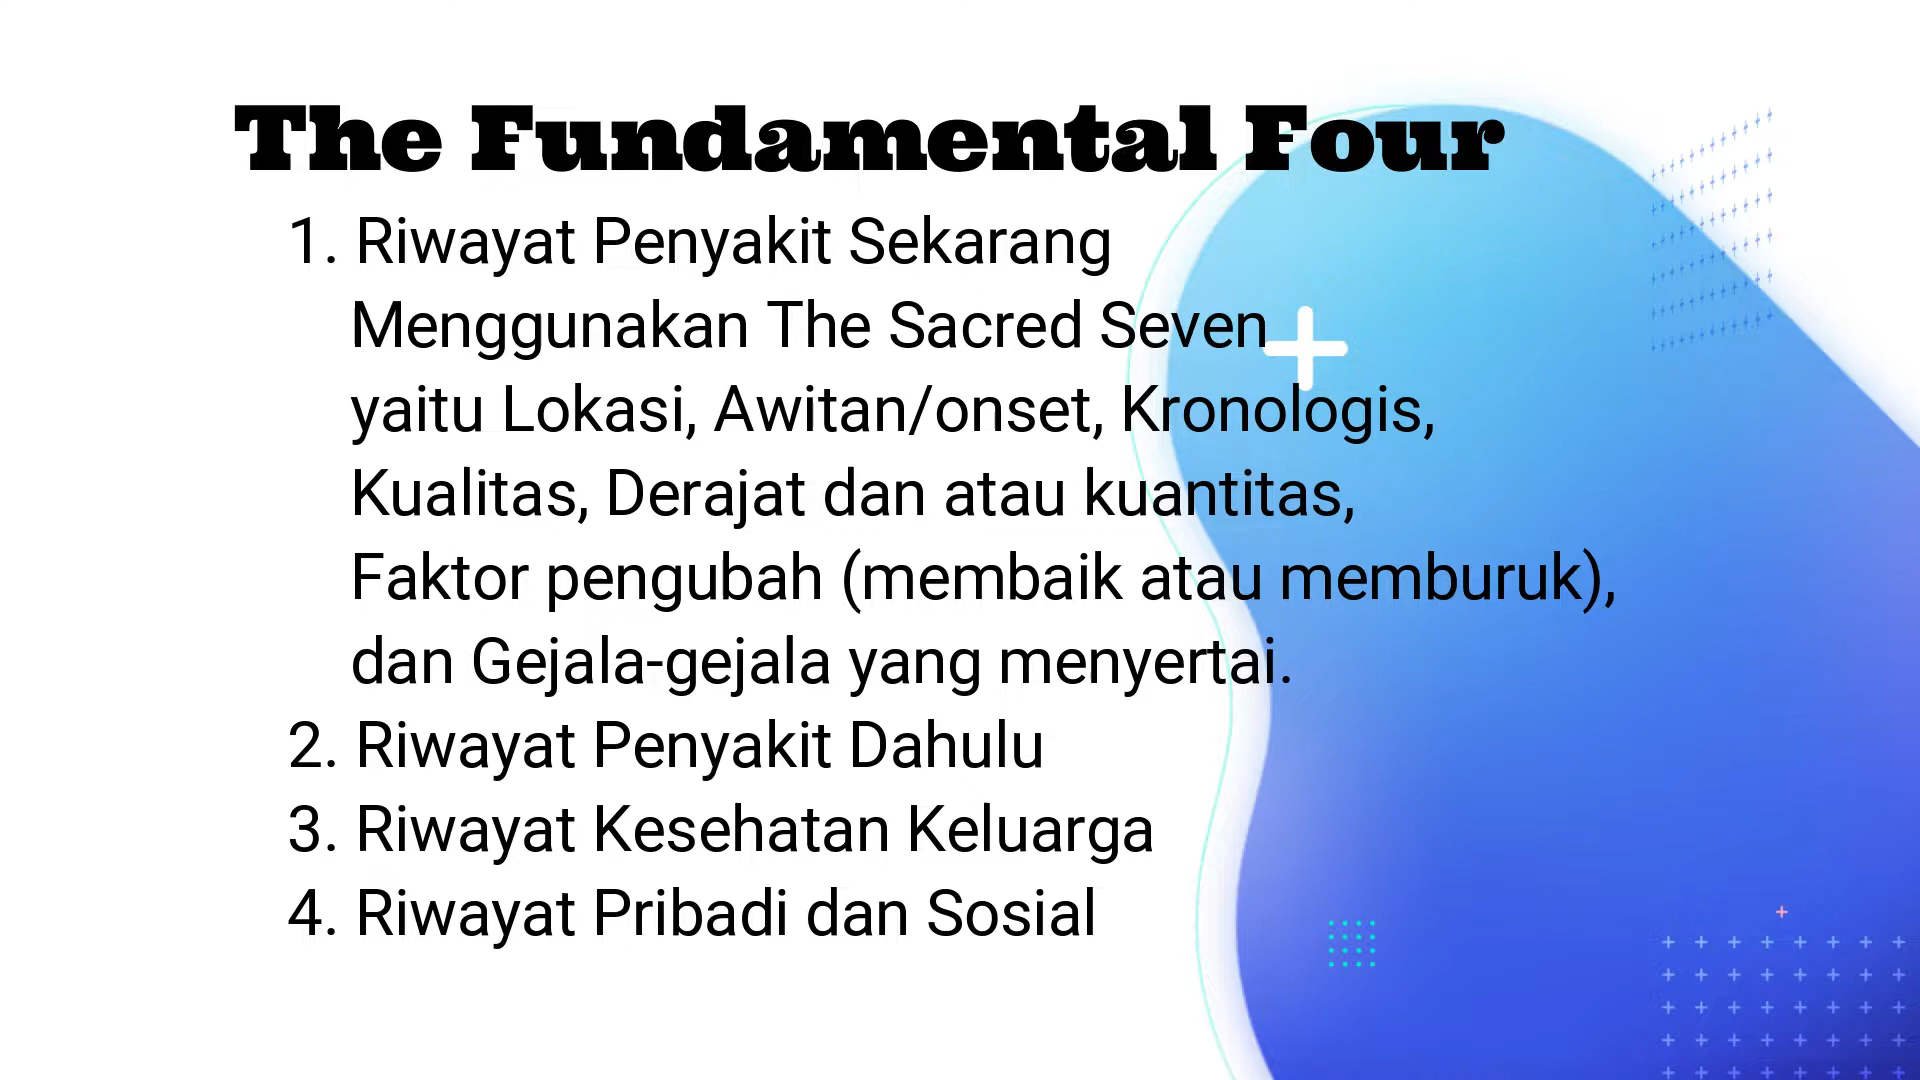 The Fundamental Four
1. Riwayat Penyakit Sekarang
Menggunakan The Sacred Seven
yaitu Lokasi, Awitan/onset, Kronologis,
Kualitas, Derajat dan atau kuantitas,
Faktor pengubah (membaik atau memburuk),
dan Gejala-gejala yang menyertai.
2. Riwayat Penyakit Dahulu
3. Riwayat Kesehatan Keluarga
4. Riwayat Pribadi dan Sosial